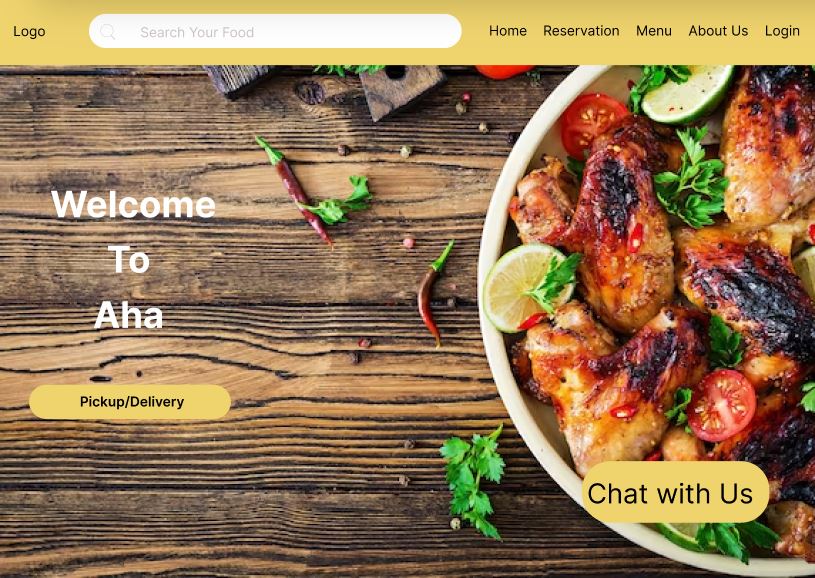 Logo
Search Your Food
Home
Reservation
Menu
About Us
Login
Welcome
To
Aha
Pickup/Delivery
Chat with Us